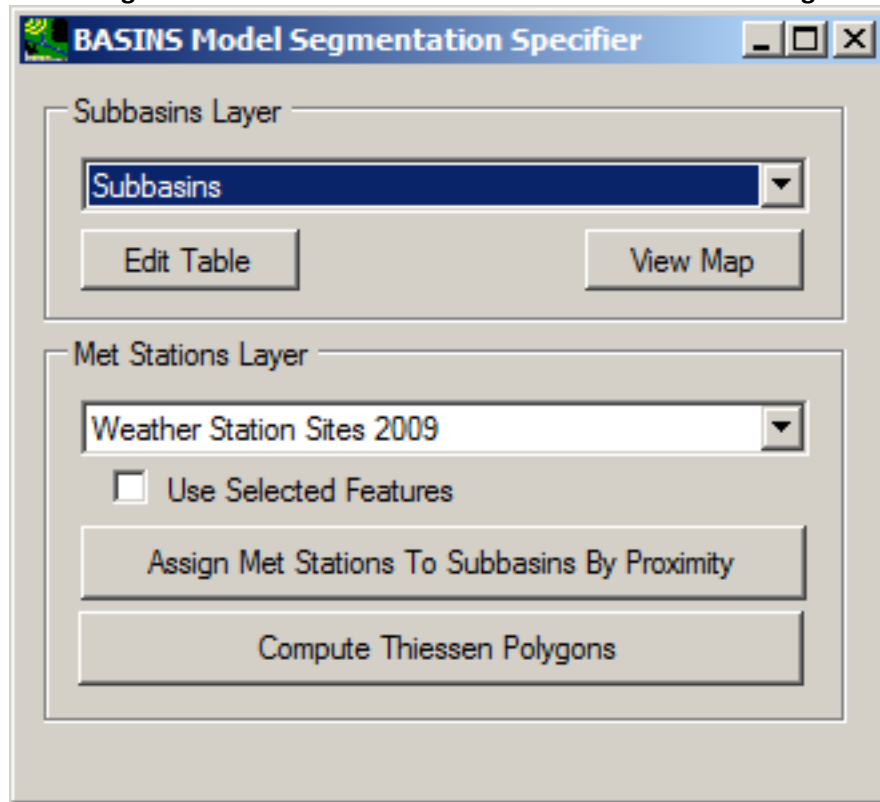 BASINS Model Segmentation Specifier
Subbasins Layer
Subbasins
Edit Table View Map
Met Stations Layer
Weather Station Sites 2009
Use Selected Features
Assign Met Stations To Subbasins By Proximity
Compute Thiessen Polygons